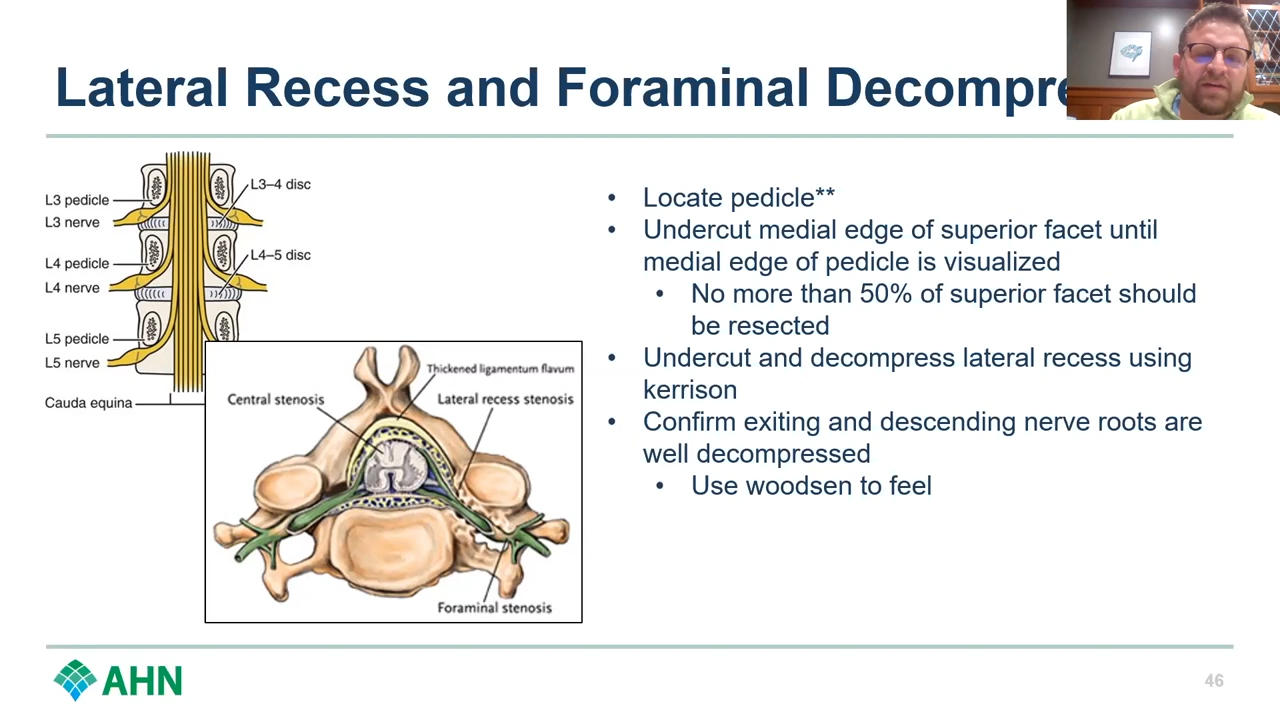 Lateral Recess and Foraminal Decompre
L3 pedicle
L3 nerve
L3–4 disc
L4 pedicle
L4 nerve
L4–5 disc
L5 pedicle
L5 nerve
Cauda equina
Thickened ligamentum flavum
Central stenosis
Lateral recess stenosis
Foraminal stenosis
• Locate pedicle**
• Undercut medial edge of superior facet until
medial edge of pedicle is visualized
• No more than 50% of superior facet should
be resected
• Undercut and decompress lateral recess using
kerrison
• Confirm exiting and descending nerve roots are
well decompressed
• Use woodsen to feel
AHN
46